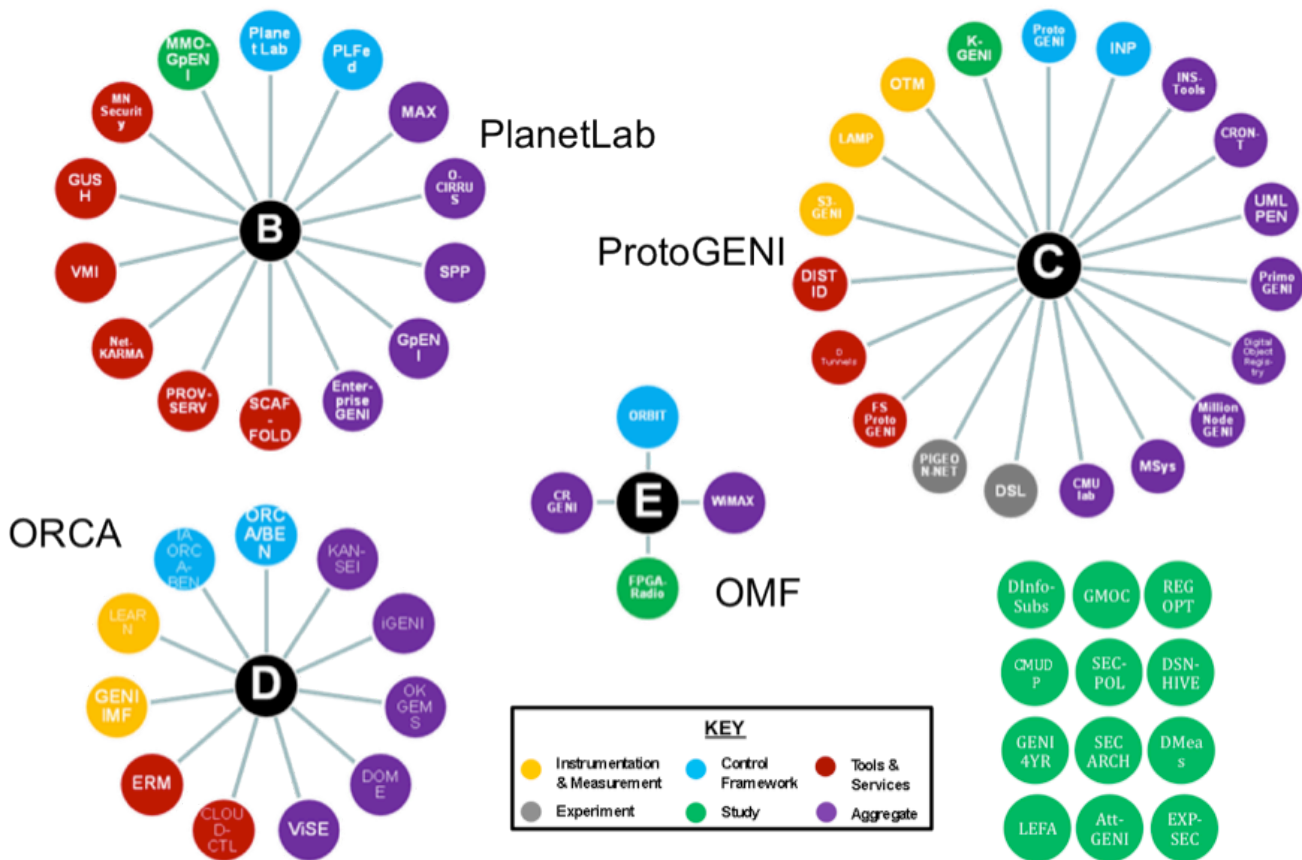 Plane
t Lab
PLFe
d
MAX
O-
CIRRU
S
SPP
GpEN
I
Enter-
prise
GENI
SCAF
-
FOLD
PROV-
SERV
Net-
KARMA
VMI
GUS
H
MN
Securit
y
MMO-
GpEN
I
B
PlanetLab
Proto
GENI
INP
INS-
Tools
CRON-
T
UML
PEN
Primo
GENI
Digital
Object
Regis-
try
Million
Node
GENI
MSys
CMU
lab
DSL
PIGEO
N-NET
FS
Proto
GENI
D
Tunnels
DIST
ID
S3-
GENI
LAMP
OTM
K-
GENI
C
ProtoGENI
ORCA
ORC
A/BE
N
KAN-
SEI
iGENI
OK
GEM
S
DOM
E
ViSE
CLOU
D-
CTL
ERM
GENI
IMF
LEAR
N
IA
ORC
A-
BEN
D
ORBIT
WiMAX
FPGA-
Radio
CR
GENI
E
OMF
DInfo-
Subs
GMOC
REG
OPT
CMUD
P
SEC-
POL
DSN-
HIVE
GENI
4YR
SEC
ARCH
DMea
s
LEFA
Att-
GENI
EXP-
SEC
KEY
Instrumentation
& Measurement
Control
Framework
Tools &
Services
Experiment
Study
Aggregate